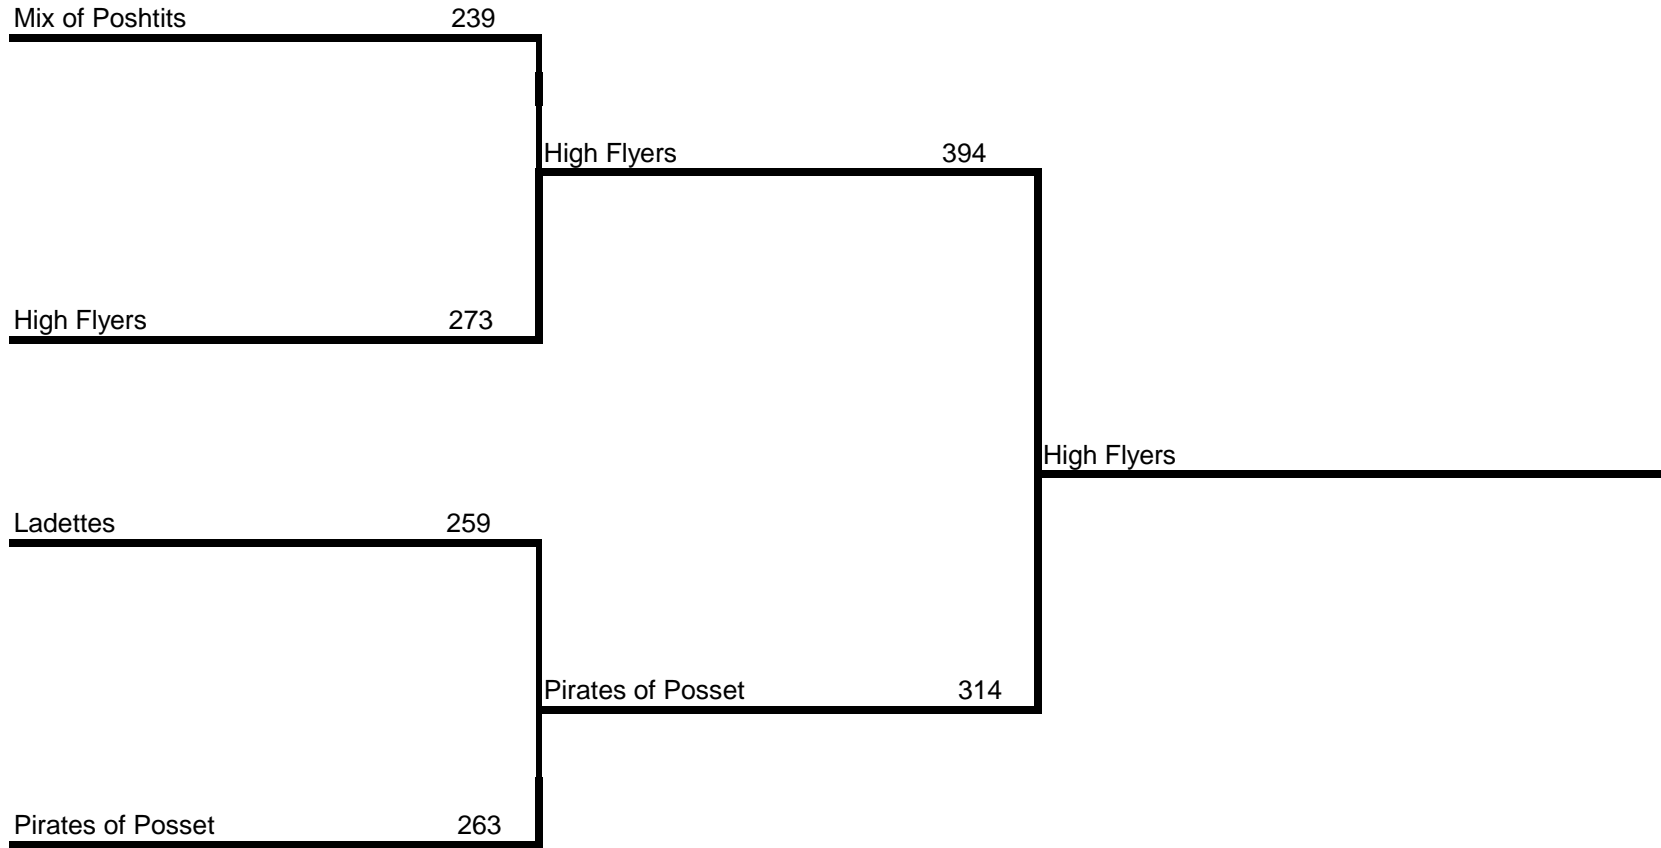 Mix of Poshtits 239
High Flyers 394
High Flyers 273
High Flyers
Ladettes 259
Pirates of Posset 314
Pirates of Posset 263